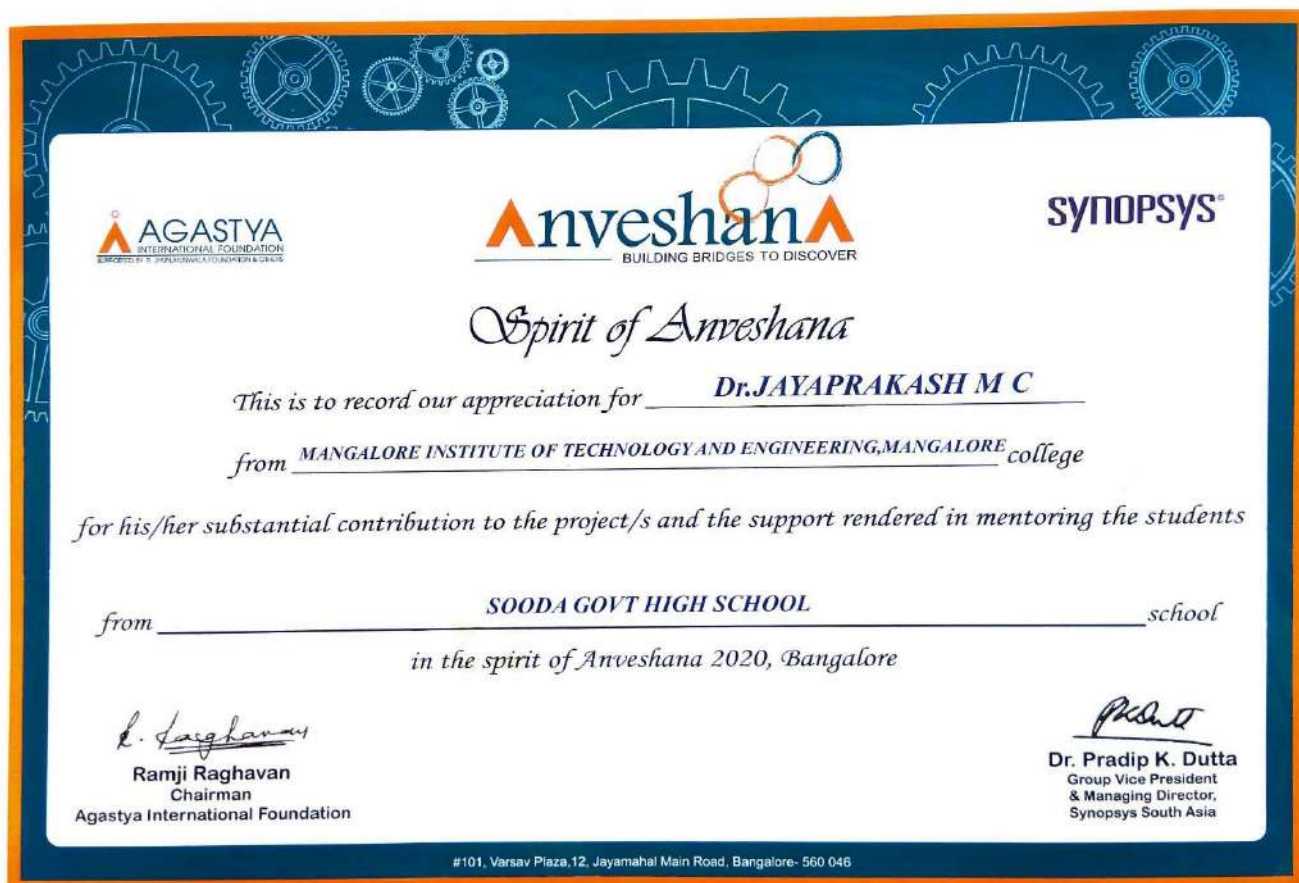 AGASTYA
INTERNATIONAL FOUNDATION
AnveshanA
BUILDING BRIDGES TO DISCOVER
SYNOPSYS®
Spirit of Anveshana
This is to record our appreciation for Dr.JAYAPRAKASH M C
from MANGALORE INSTITUTE OF TECHNOLOGY AND ENGINEERING,MANGALORE college
for his/her substantial contribution to the project/s and the support rendered in mentoring the students
from SOODA GOVT HIGH SCHOOL school
in the spirit of Anveshana 2020, Bangalore
Ramji Raghavan
Chairman
Agastya International Foundation
Dr. Pradip K. Dutta
Group Vice President
& Managing Director,
Synopsys South Asia
#101, Varsav Plaza,12, Jayamahal Main Road, Bangalore- 560 046